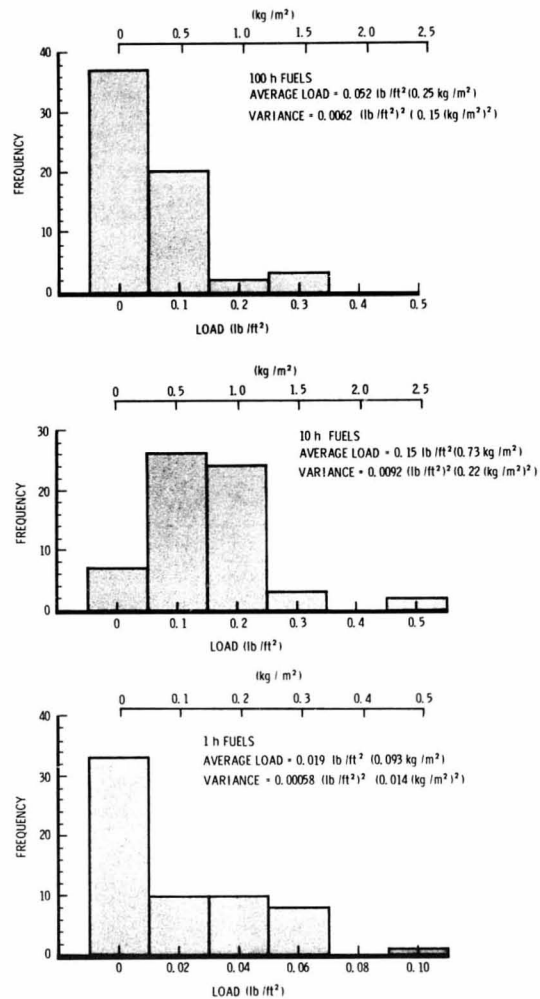 (kg /m²)
0 0.5 1.0 1.5 2.0 2.5
40
30
20
10
0
FREQUENCY
100 h FUELS
AVERAGE LOAD = 0.052 lb /ft² (0.25 kg /m²)
VARIANCE = 0.0062 (lb /ft²)² ( 0.15 (kg /m²)²
0 0.1 0.2 0.3 0.4 0.5
LOAD (lb /ft²)
(kg /m²)
0 0.5 1.0 1.5 2.0 2.5
30
20
10
0
FREQUENCY
10 h FUELS
AVERAGE LOAD = 0.15 lb /ft² (0.73 kg /m²)
VARIANCE = 0.0092 (lb /ft²)² (0.22 (kg /m²)²)
0 0.1 0.2 0.3 0.4 0.5
LOAD (lb /ft²)
(kg / m²)
0 0.1 0.2 0.3 0.4 0.5
40
30
20
10
0
FREQUENCY
1 h FUELS
AVERAGE LOAD = 0.019 lb /ft² (0.093 kg /m²)
VARIANCE = 0.00058 (lb /ft²)² (0.014 (kg /m²)²)
0 0.02 0.04 0.06 0.08 0.10
LOAD (lb /ft²)